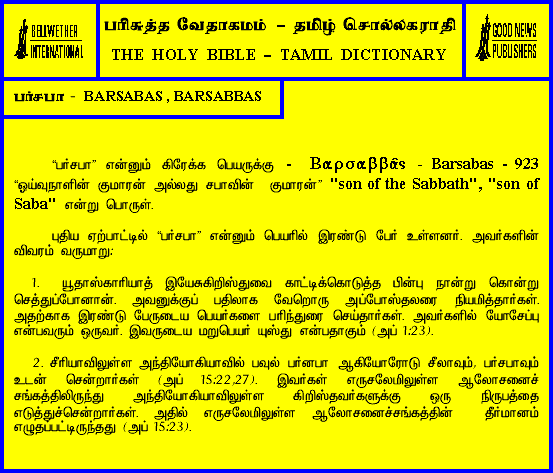 BELLWETHER
INTERNATIONAL
பரிசுத்த வேதாகமம் – தமிழ் சொல்லகராதி
THE HOLY BIBLE – TAMIL DICTIONARY
GOOD NEWS
PUBLISHERS
பர்சபா - BARSABAS , BARSABBAS
“பர்சபா” என்னும் கிரேக்க பெயருக்கு - Βαρσαββᾶς - Barsabas - 923
“ஓய்வுநாளின் குமாரன் அல்லது சபாவின் குமாரன்” "son of the Sabbath", "son of
Saba" என்று பொருள்.
புதிய ஏற்பாட்டில் “பர்சபா” என்னும் பெயரில் இரண்டு பேர் உள்ளனர். அவர்களின்
விவரம் வருமாறு:
1. யூதாஸ்காரியாத் இயேசுகிறிஸ்துவை காட்டிக்கொடுத்த பின்பு நான்று கொன்று
செத்துப்போனான். அவனுக்குப் பதிலாக வேறொரு அப்போஸ்தலரை நியமித்தார்கள்.
அதற்காக இரண்டு பேருடைய பெயர்களை பரிந்துரை செய்தார்கள். அவர்களில் யோசேப்பு
என்பவரும் ஒருவர். இவருடைய மறுபெயர் யுஸ்து என்பதாகும் (அப் 1:23).
2. சீரியாவிலுள்ள அந்தியோகியாவில் பவுல் பர்னபா ஆகியோரோடு சீலாவும், பர்சபாவும்
உடன் சென்றார்கள் (அப் 15:22,27). இவர்கள் எருசலேமிலுள்ள ஆலோசனைச்
சங்கத்திலிருந்து அந்தியோகியாவிலுள்ள கிறிஸ்தவர்களுக்கு ஒரு நிருபத்தை
எடுத்துச்சென்றார்கள். அதில் எருசலேமிலுள்ள ஆலோசனைச்சங்கத்தின் தீர்மானம்
எழுதப்பட்டிருந்தது (அப் 15:23).